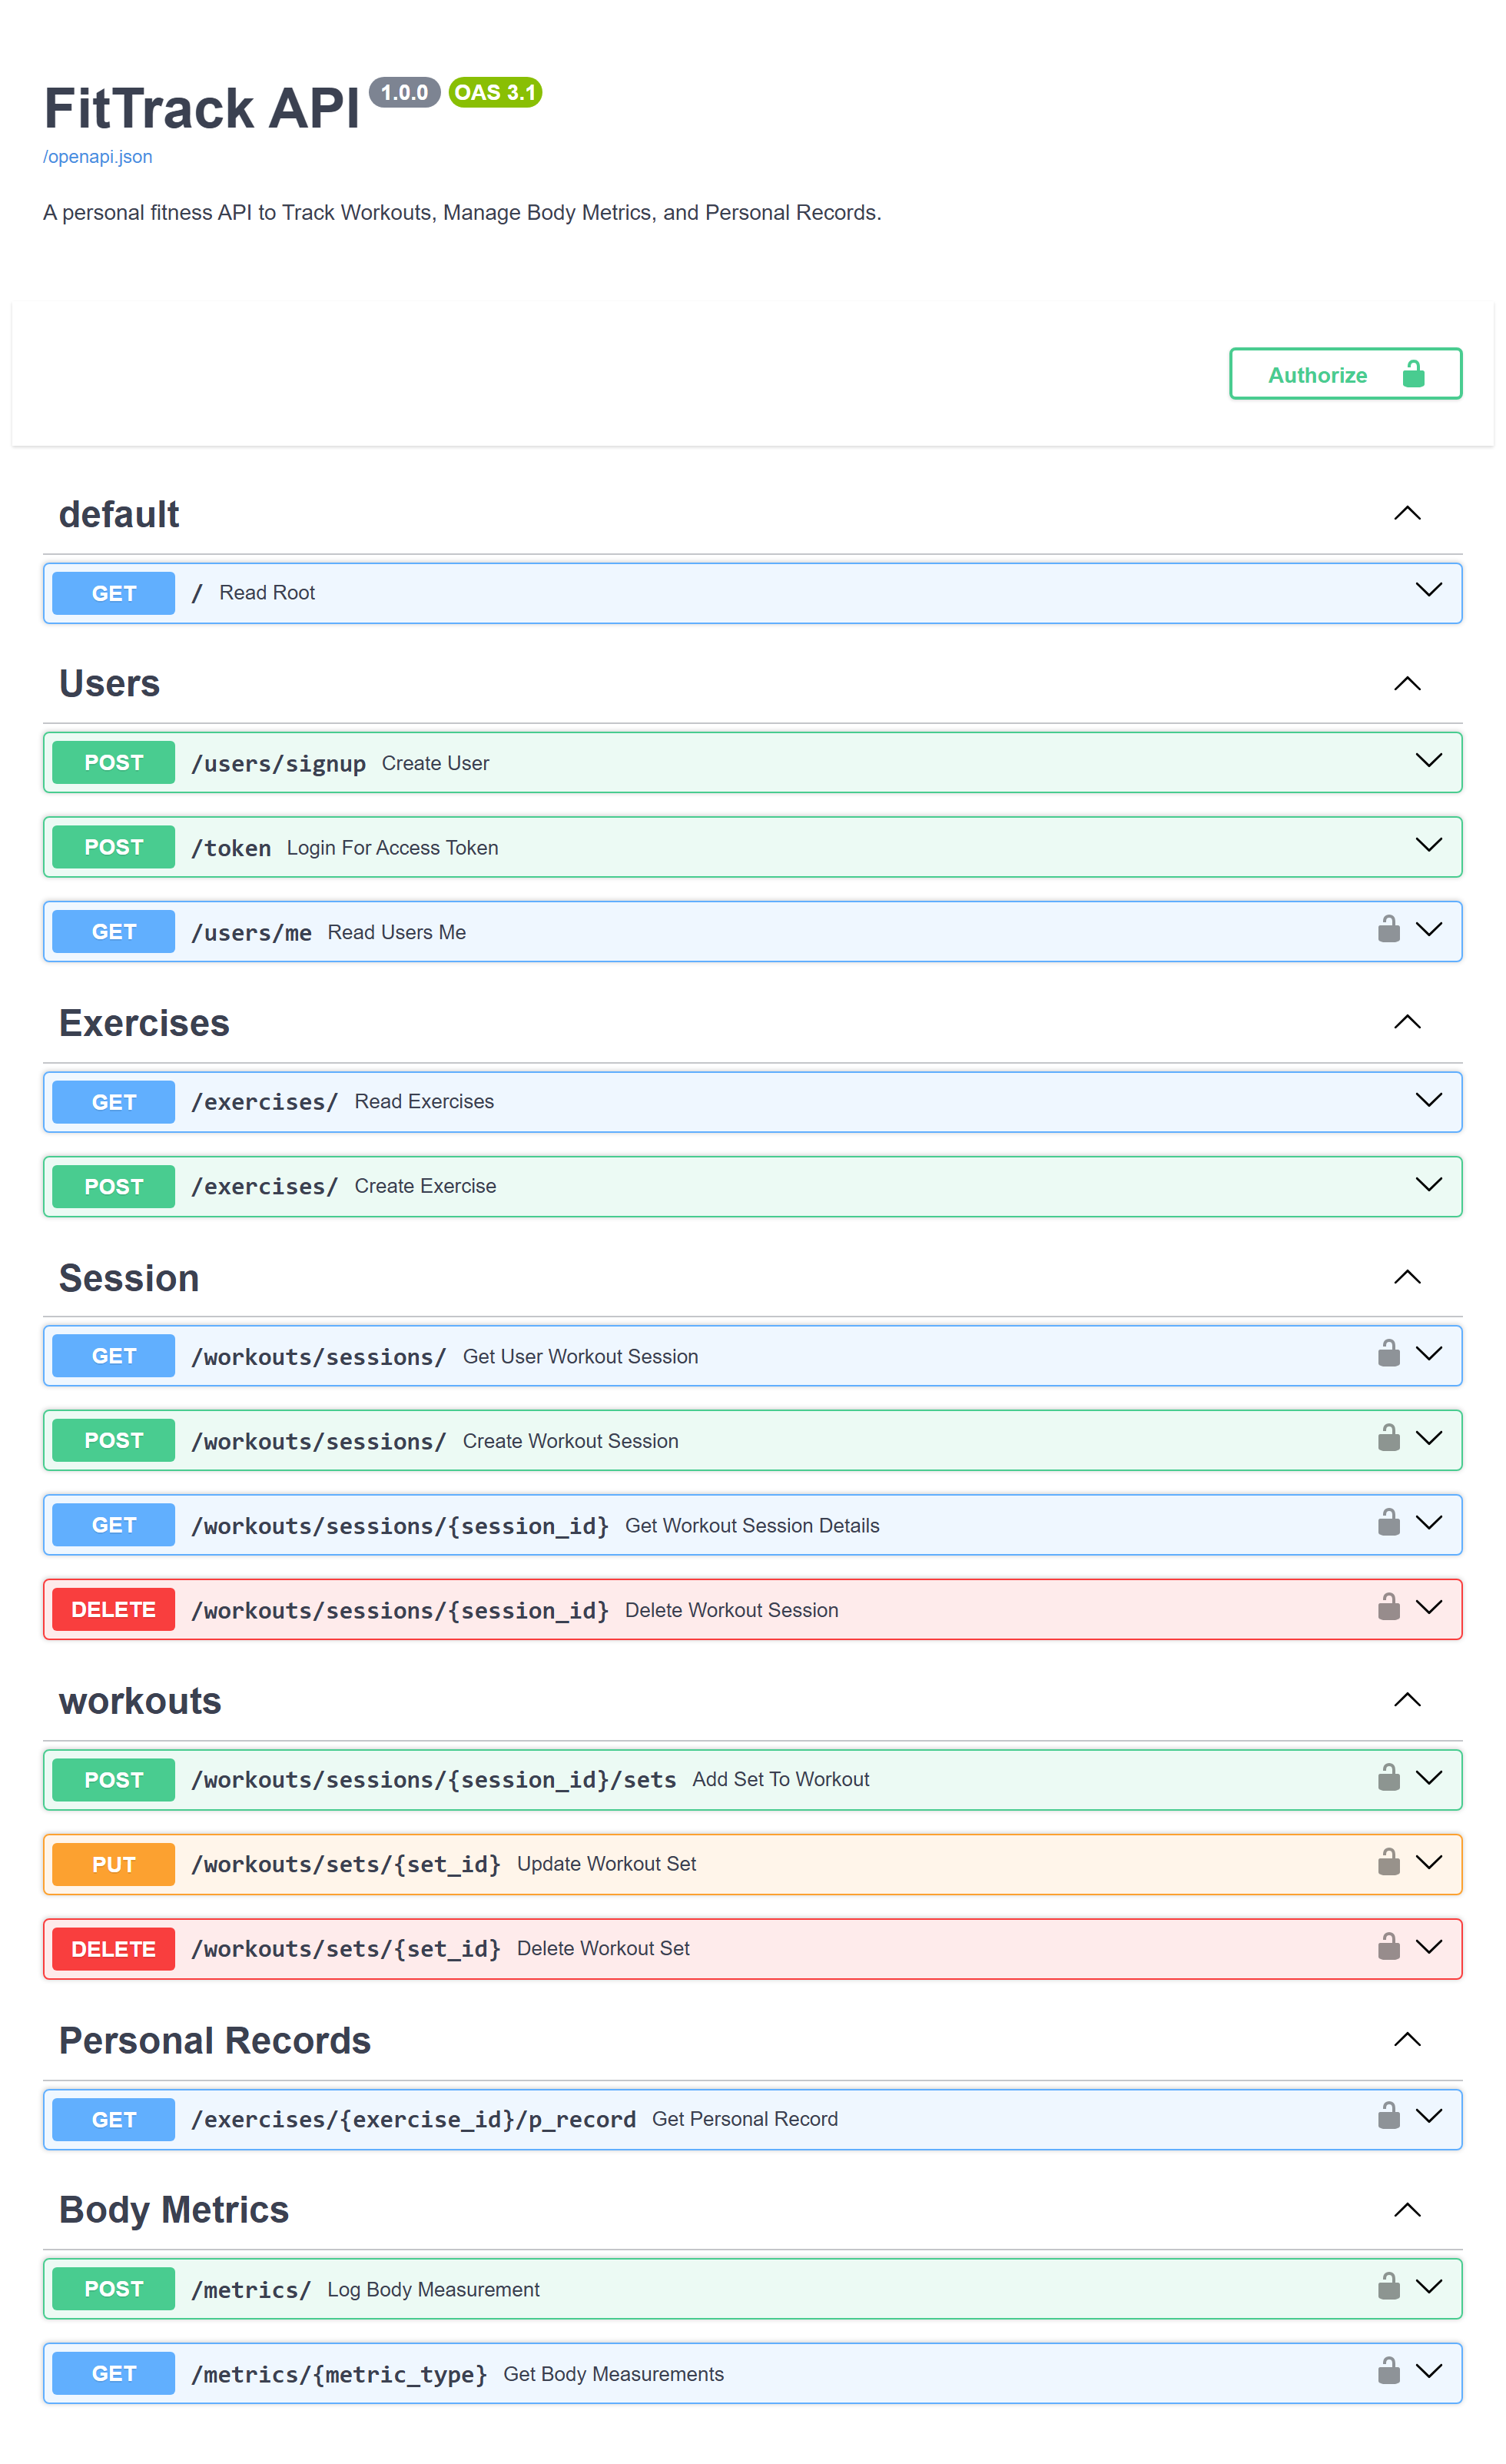 FitTrack API 1.0.0 OAS 3.1
/openapi.json
A personal fitness API to Track Workouts, Manage Body Metrics, and Personal Records.
Authorize
default
GET / Read Root
Users
POST /users/signup Create User
POST /token Login For Access Token
GET /users/me Read Users Me
Exercises
GET /exercises/ Read Exercises
POST /exercises/ Create Exercise
Session
GET /workouts/sessions/ Get User Workout Session
POST /workouts/sessions/ Create Workout Session
GET /workouts/sessions/{session_id} Get Workout Session Details
DELETE /workouts/sessions/{session_id} Delete Workout Session
workouts
POST /workouts/sessions/{session_id}/sets Add Set To Workout
PUT /workouts/sets/{set_id} Update Workout Set
DELETE /workouts/sets/{set_id} Delete Workout Set
Personal Records
GET /exercises/{exercise_id}/p_record Get Personal Record
Body Metrics
POST /metrics/ Log Body Measurement
GET /metrics/{metric_type} Get Body Measurements